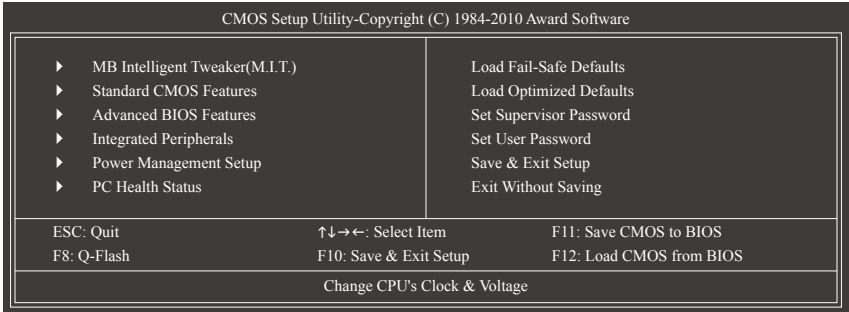 CMOS Setup Utility-Copyright (C) 1984-2010 Award Software
MB Intelligent Tweaker(M.I.T.)
Standard CMOS Features
Advanced BIOS Features
Integrated Peripherals
Power Management Setup
PC Health Status
Load Fail-Safe Defaults
Load Optimized Defaults
Set Supervisor Password
Set User Password
Save & Exit Setup
Exit Without Saving
ESC: Quit ↑↓→←: Select Item F11: Save CMOS to BIOS
F8: Q-Flash F10: Save & Exit Setup F12: Load CMOS from BIOS
Change CPU's Clock & Voltage